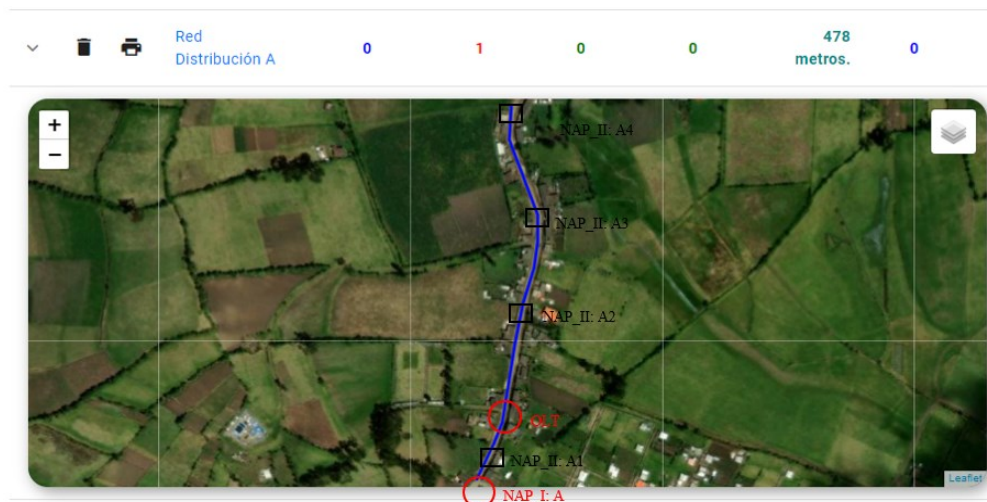 Red
Distribución A
0
1
0
0
478
metros.
0
+
−
NAP_II: A4
NAP_II: A3
NAP_II: A2
OLT
NAP_II: A1
Leaflet
NAP_I: A